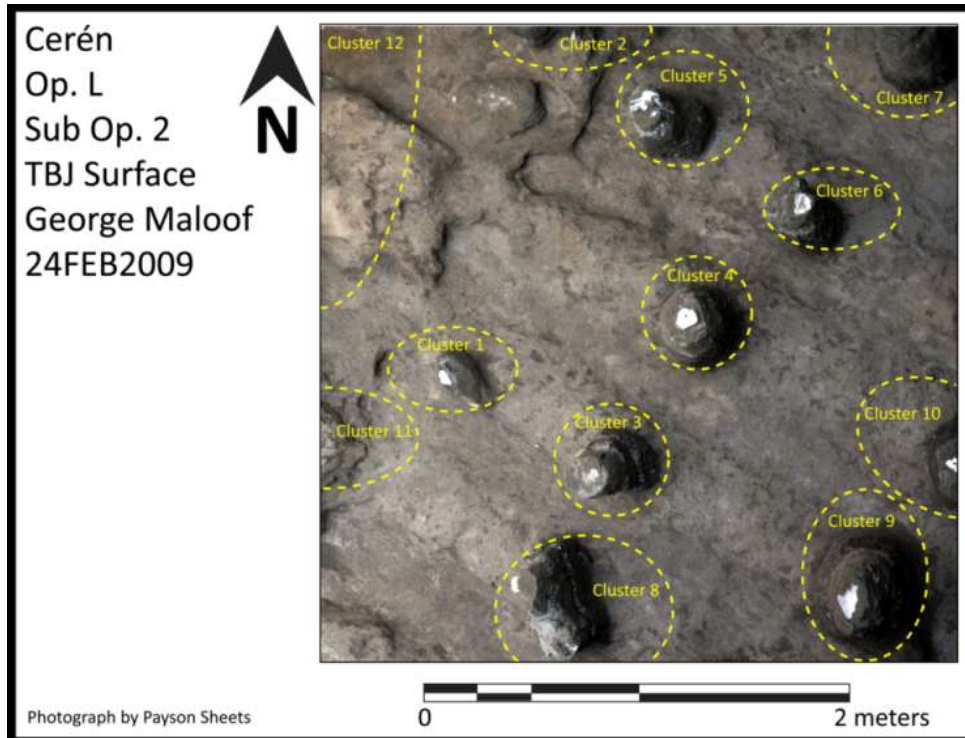 Cerén
Op. L
Sub Op. 2
TBJ Surface
George Maloof
24FEB2009
N
Cluster 12
Cluster 2
Cluster 5
Cluster 7
Cluster 6
Cluster 4
Cluster 1
Cluster 3
Cluster 10
Cluster 11
Cluster 9
Cluster 8
Photograph by Payson Sheets
0
2 meters